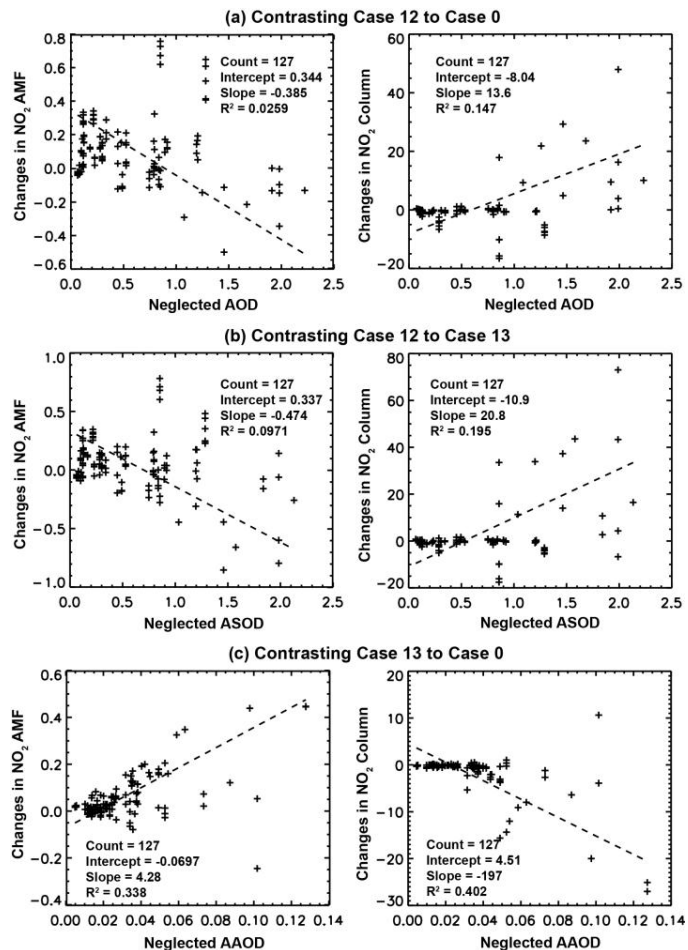 (a) Contrasting Case 12 to Case 0
Changes in NO2 AMF
0.8
0.6
0.4
0.2
0.0
−0.2
−0.4
0.6
Count = 127
Intercept = 0.344
Slope = -0.385
R2 = 0.0259
0.0 0.5 1.0 1.5 2.0 2.5
Neglected AOD
Changes in NO2 Column
60
40
20
0
−20
Count = 127
Intercept = -8.04
Slope = 13.6
R2 = 0.147
0.0 0.5 1.0 1.5 2.0 2.5
Neglected AOD
(b) Contrasting Case 12 to Case 13
Changes in NO2 AMF
1.0
0.5
0.0
−0.5
−1.0
Count = 127
Intercept = 0.337
Slope = -0.474
R2 = 0.0971
0.0 0.5 1.0 1.5 2.0 2.5
Neglected ASOD
Changes in NO2 Column
80
60
40
20
0
−20
Count = 127
Intercept = -10.9
Slope = 20.8
R2 = 0.195
0.0 0.5 1.0 1.5 2.0 2.5
Neglected ASOD
(c) Contrasting Case 13 to Case 0
Changes in NO2 AMF
0.6
0.4
0.2
0.0
0.2
−0.4
Count = 127
Intercept = -0.0697
Slope = 4.28
R2 = 0.338
0.00 0.02 0.04 0.06 0.08 0.10 0.12 0.14
Neglected AAOD
Changes in NO2 Column
20
10
0
−10
−20
−30
Count = 127
Intercept = 4.51
Slope = -197
R2 = 0.402
0.00 0.02 0.04 0.06 0.08 0.10 0.12 0.14
Neglected AAOD